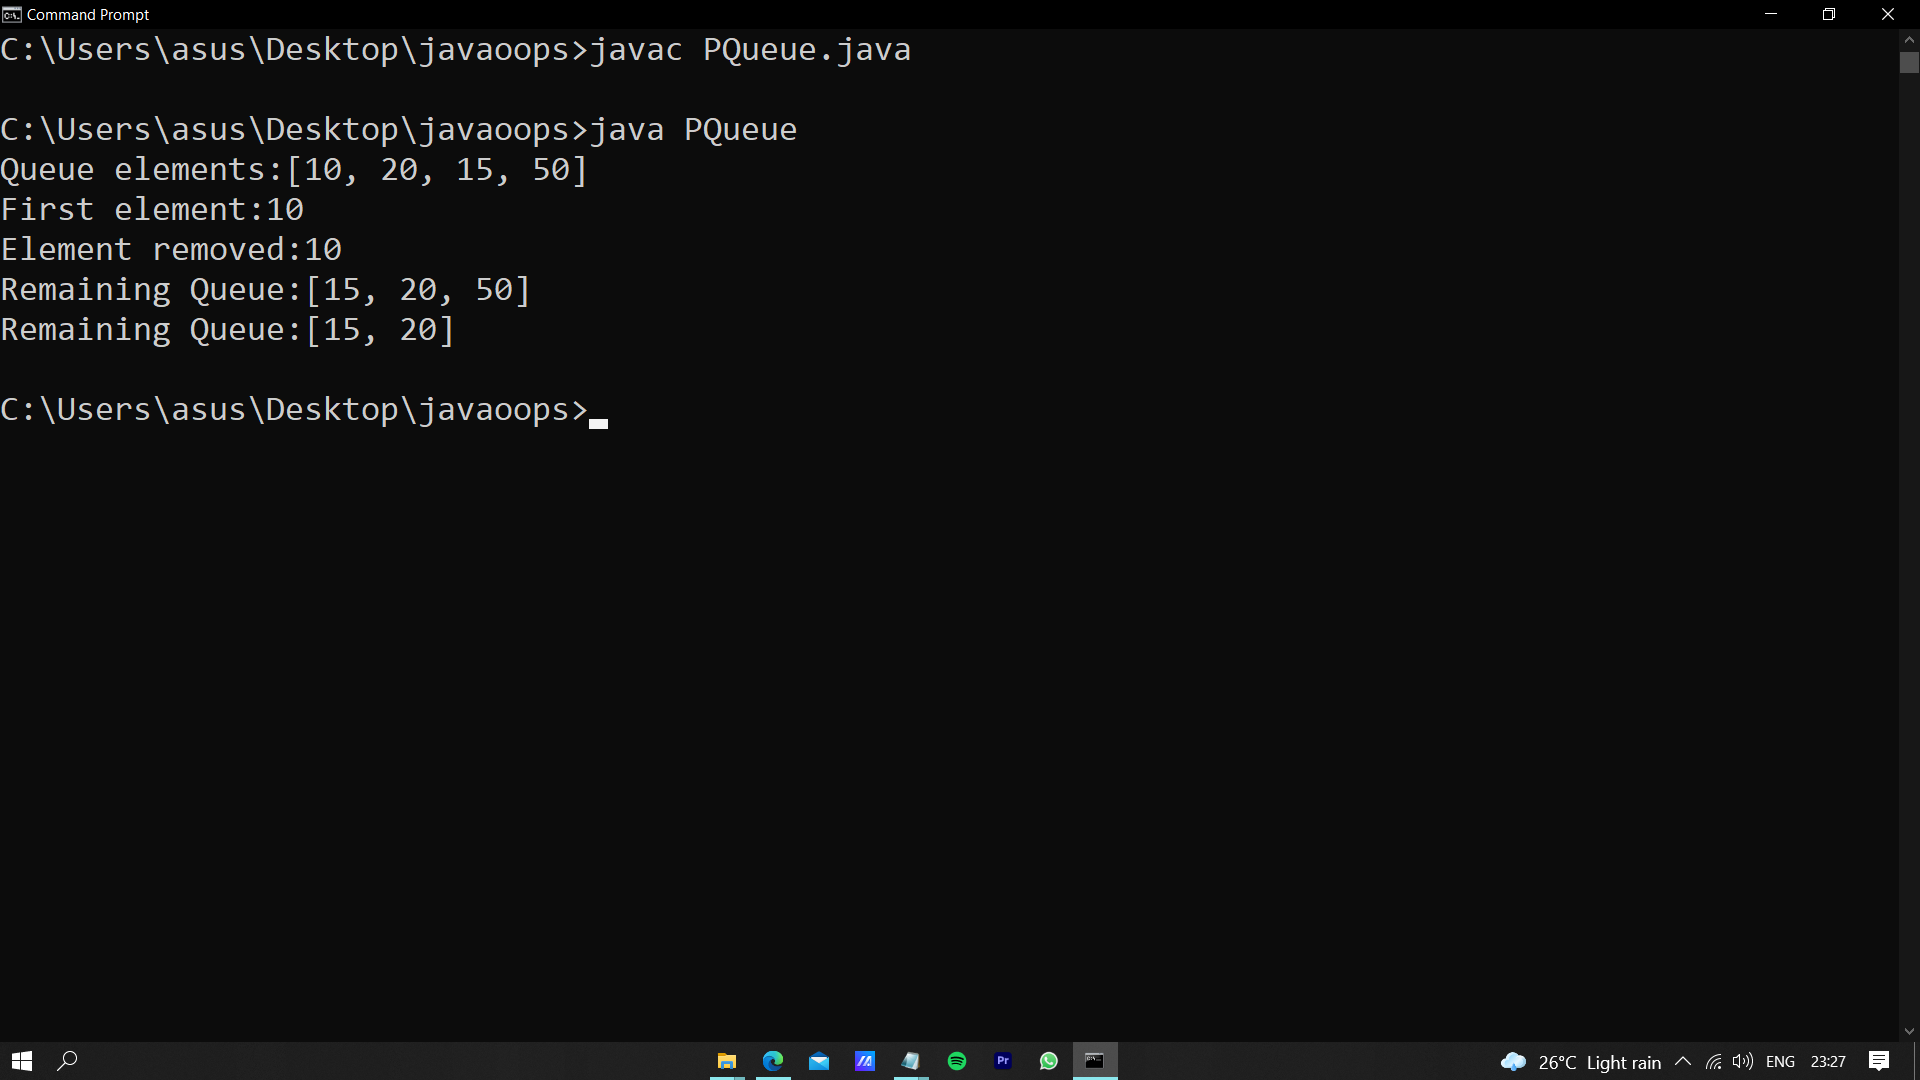 Command Prompt
C:\Users\asus\Desktop\javaoops>javac PQueue.java
C:\Users\asus\Desktop\javaoops>java PQueue
Queue elements:[10, 20, 15, 50]
First element:10
Element removed:10
Remaining Queue:[15, 20, 50]
Remaining Queue:[15, 20]
C:\Users\asus\Desktop\javaoops>
Pr 26°C Light rain ENG 23:27